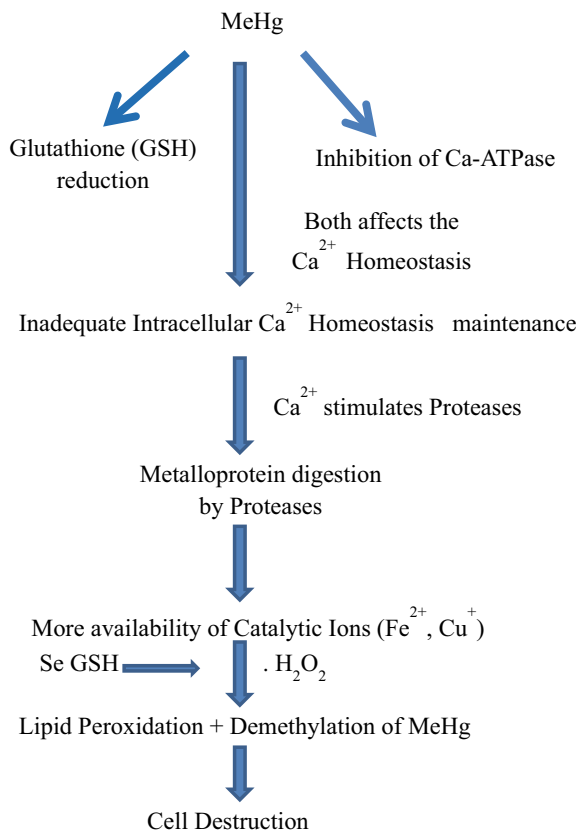 MeHg
Glutathione (GSH)
reduction
Inhibition of Ca-ATPase
Both affects the
Ca²⁺ Homeostasis
Inadequate Intracellular Ca²⁺ Homeostasis maintenance
Ca²⁺ stimulates Proteases
Metalloprotein digestion
by Proteases
More availability of Catalytic Ions (Fe²⁺, Cu⁺)
Se GSH . H₂O₂
Lipid Peroxidation + Demethylation of MeHg
Cell Destruction